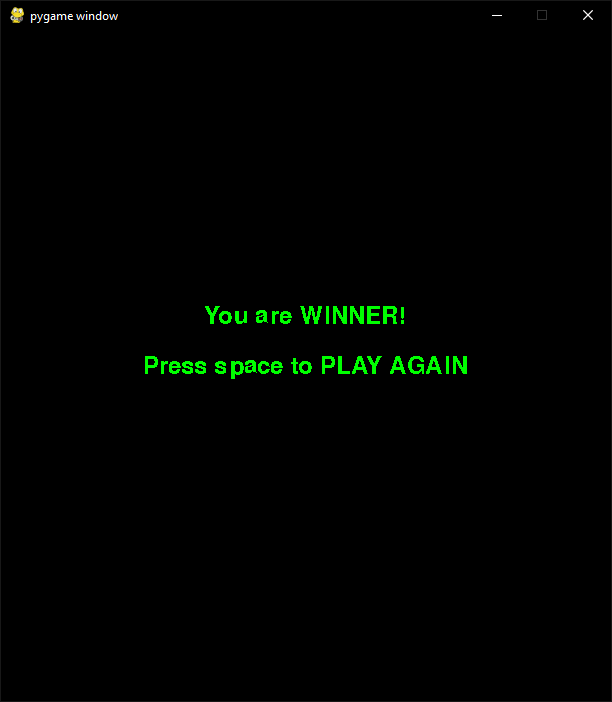 pygame window
You are WINNER!
Press space to PLAY AGAIN